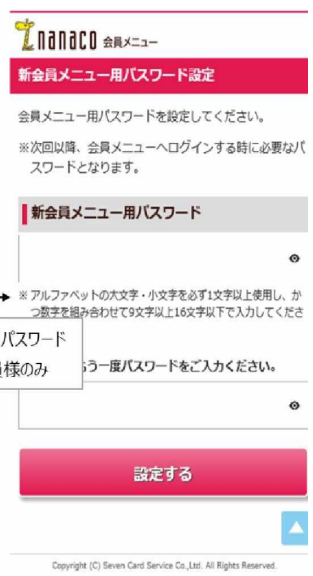 nanaco 会員メニュー
新会員メニュー用パスワード設定
会員メニュー用パスワードを設定してください。
※次回以降、会員メニューへログインする時に必要なパ
スワードとなります。
新会員メニュー用パスワード
※ アルファベットの大文字・小文字を必ず1文字以上使用し、か
つ数字を組み合わせて9文字以上16文字以下で入力してくださ
パスワード
様のみ
う一度パスワードをご入力ください。
設定する
Copyright (C) Seven Card Service Co.,Ltd. All Rights Reserved.